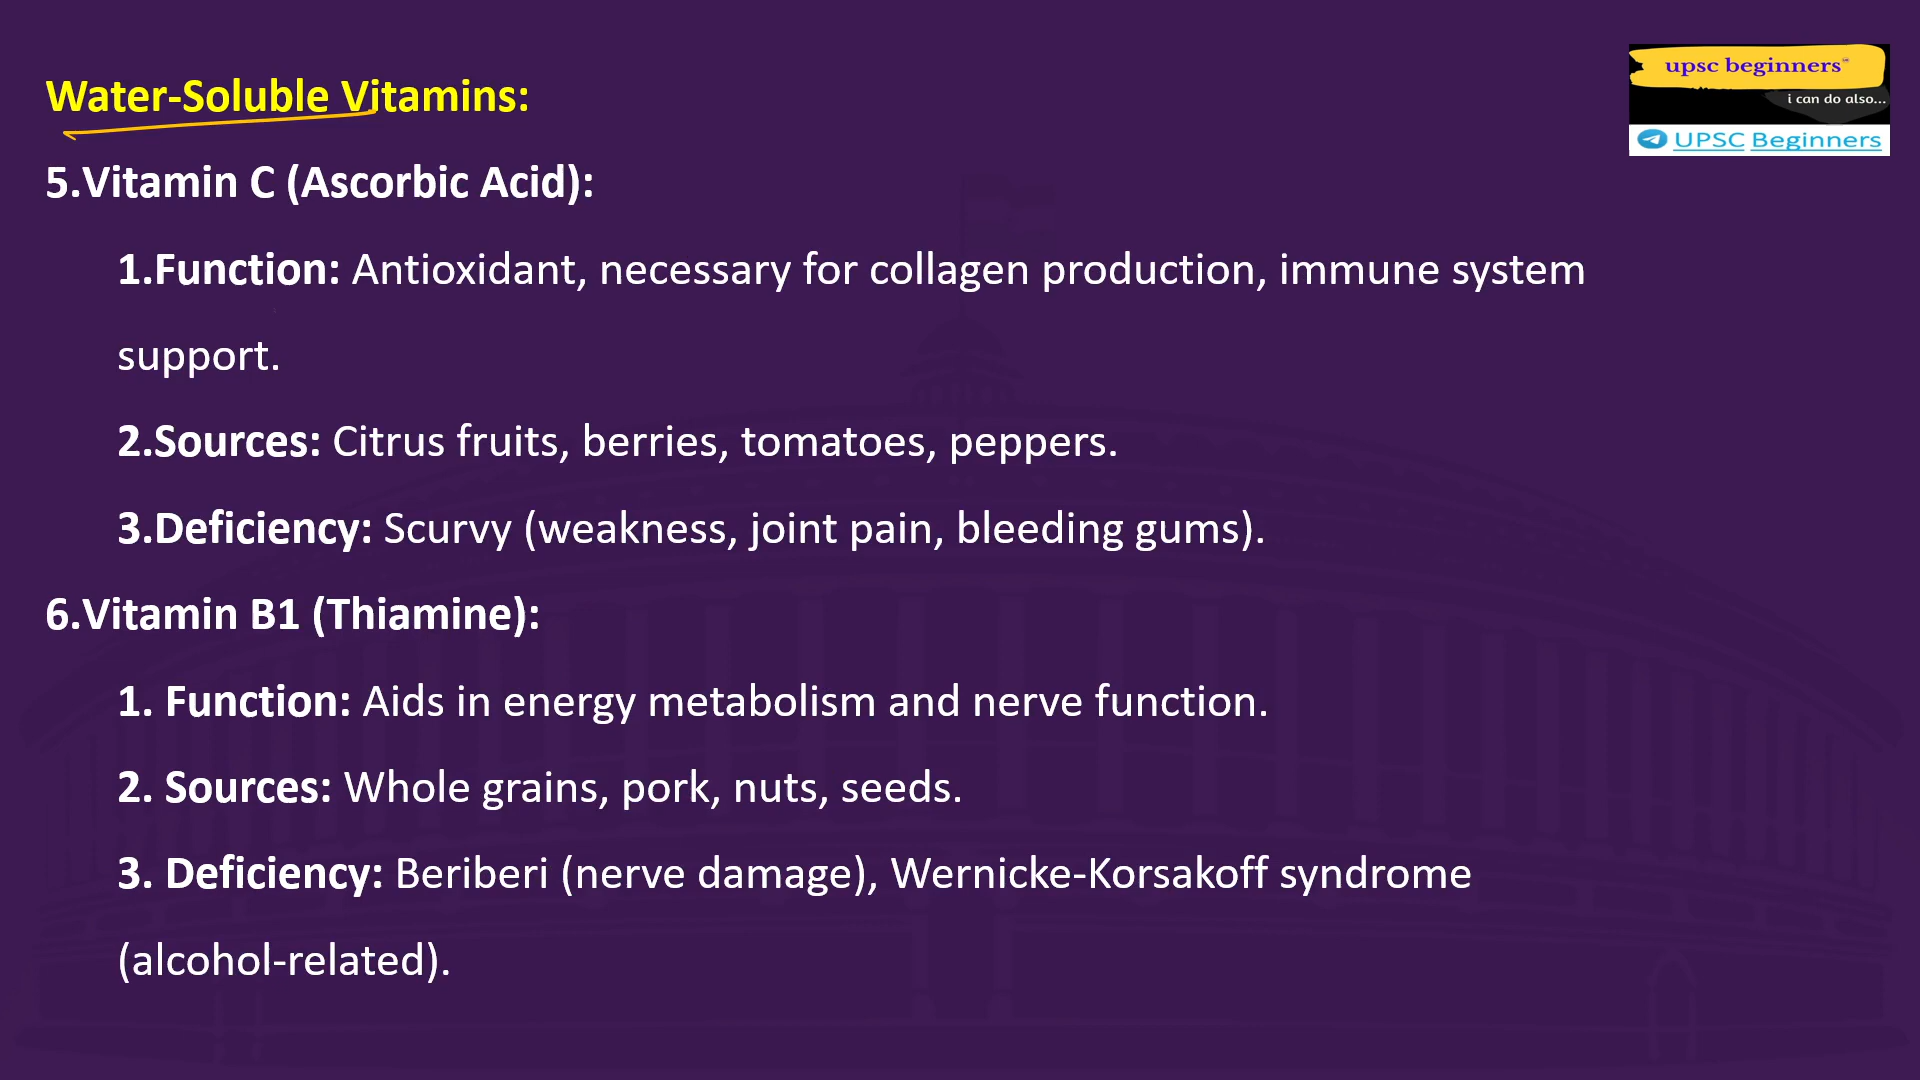 Water-Soluble Vitamins:
upsc beginners
i can do also...
UPSC Beginners
5.Vitamin C (Ascorbic Acid):
1.Function: Antioxidant, necessary for collagen production, immune system
support.
2.Sources: Citrus fruits, berries, tomatoes, peppers.
3.Deficiency: Scurvy (weakness, joint pain, bleeding gums).
6.Vitamin B1 (Thiamine):
1. Function: Aids in energy metabolism and nerve function.
2. Sources: Whole grains, pork, nuts, seeds.
3. Deficiency: Beriberi (nerve damage), Wernicke-Korsakoff syndrome
(alcohol-related).